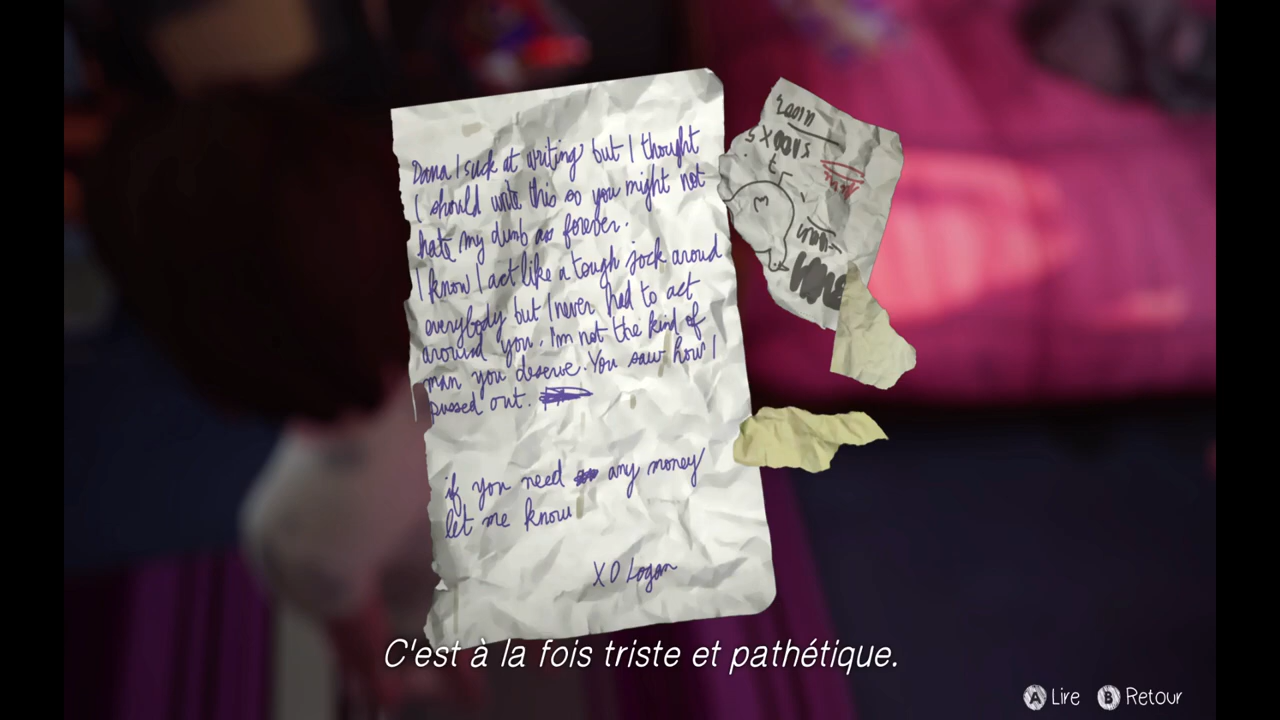 Dana I suck at writing but I thought
I should write this so you might not
hate my dumb ass forever.
I know I act like a tough jock aroud
everybody but I never had to act
around you. I'm not the kind of
man you deserve. You saw how I
pussed out.
if you need any money
let me know
XO Logan
C'est à la fois triste et pathétique.
A Lire B Retour